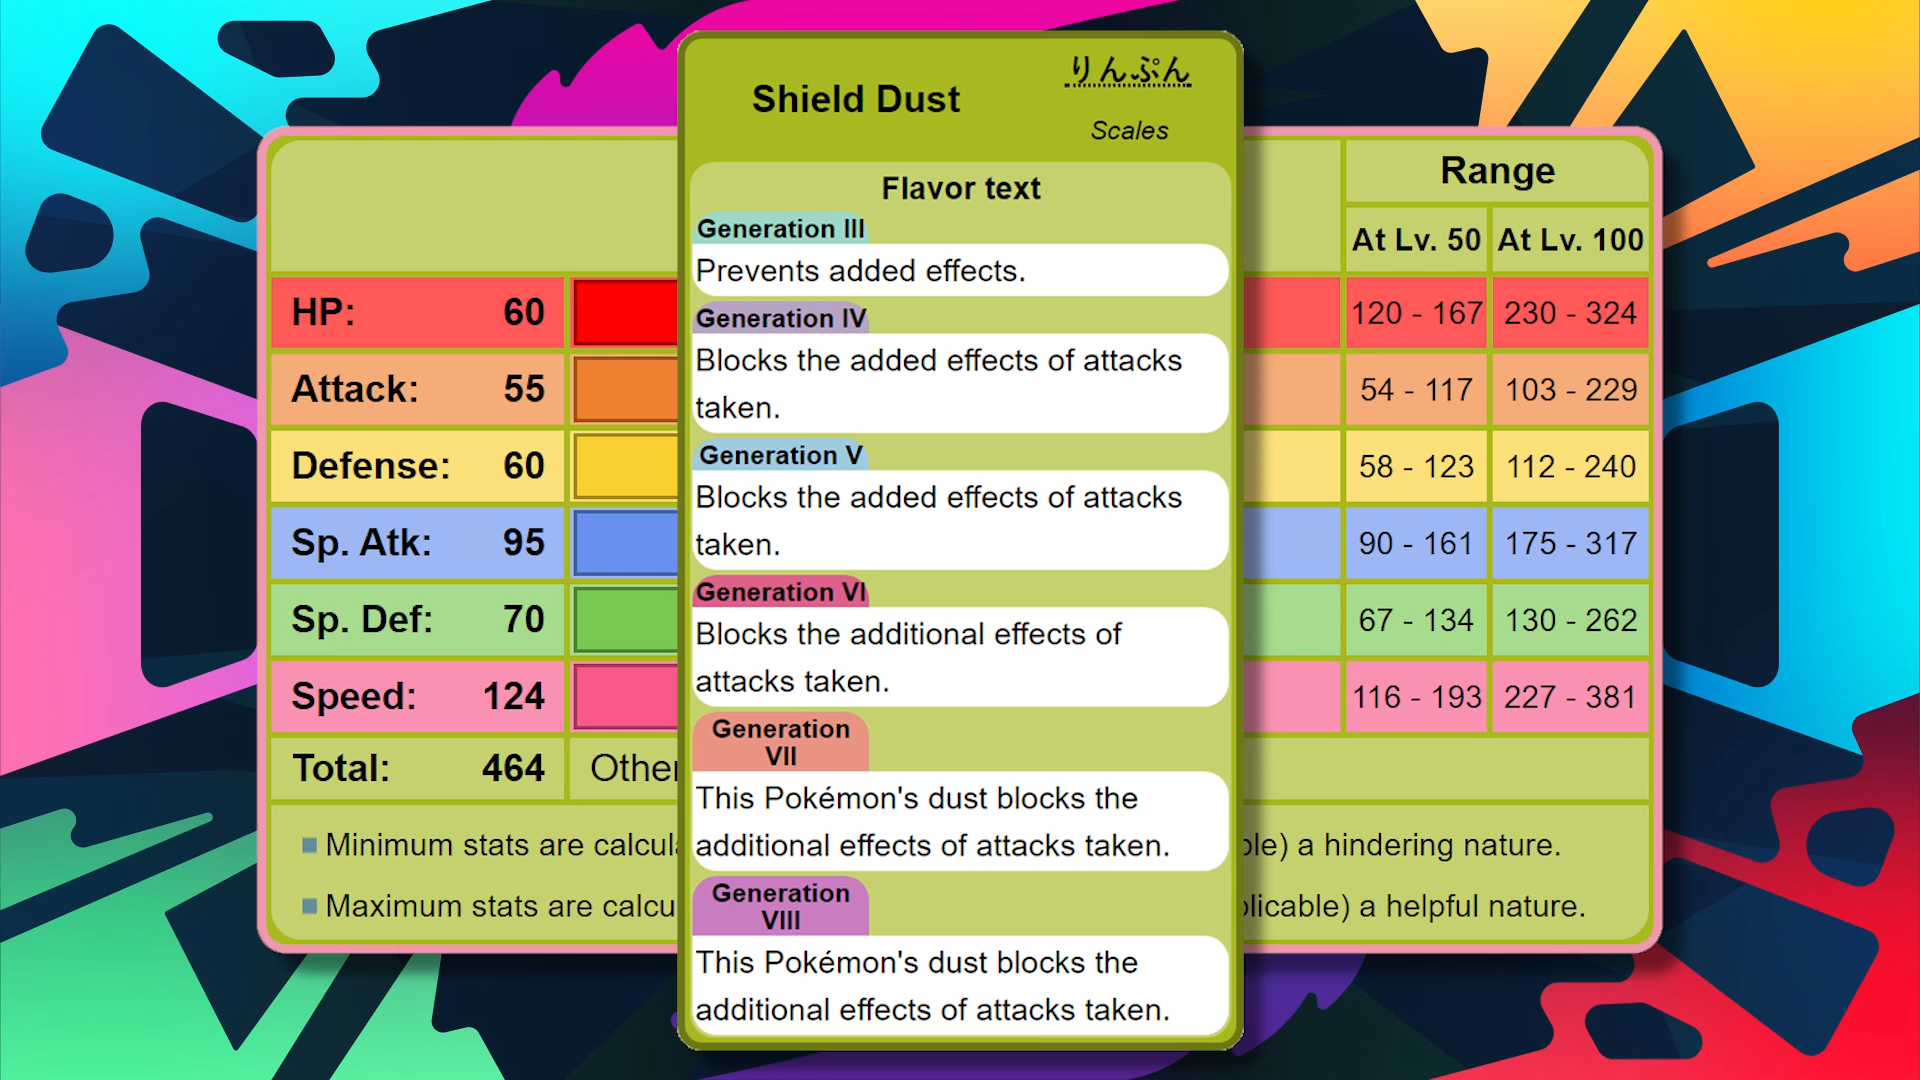 Shield Dust
りんぷん
Scales
Flavor text
Generation III
Prevents added effects.
Generation IV
Blocks the added effects of attacks
taken.
Generation V
Blocks the added effects of attacks
taken.
Generation VI
Blocks the additional effects of
attacks taken.
Generation
VII
This Pokémon's dust blocks the
additional effects of attacks taken.
Generation
VIII
This Pokémon's dust blocks the
additional effects of attacks taken.
Range
At Lv. 50 At Lv. 100
HP: 60 120 - 167 230 - 324
Attack: 55 54 - 117 103 - 229
Defense: 60 58 - 123 112 - 240
Sp. Atk: 95 90 - 161 175 - 317
Sp. Def: 70 67 - 134 130 - 262
Speed: 124 116 - 193 227 - 381
Total: 464 Other
Minimum stats are a hindering nature.
Maximum stats are a helpful nature.